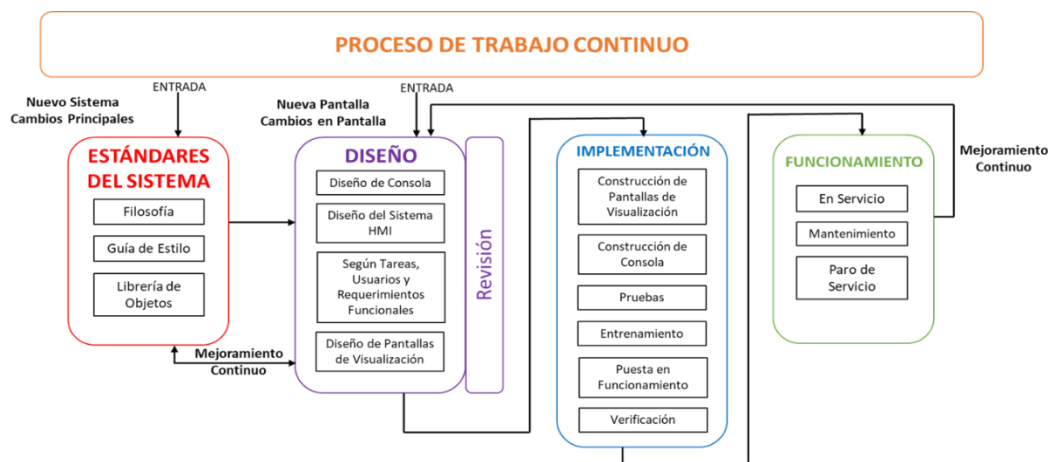 PROCESO DE TRABAJO CONTINUO
ENTRADA
Nuevo Sistema
Cambios Principales
ENTRADA
Nueva Pantalla
Cambios en Pantalla
ESTÁNDARES
DEL SISTEMA
Filosofía
Guía de Estilo
Librería de
Objetos
Mejoramiento
Continuo
DISEÑO
Diseño de Consola
Diseño del Sistema
HMI
Según Tareas,
Usuarios y
Requerimientos
Funcionales
Diseño de Pantallas
de Visualización
Revisión
IMPLEMENTACIÓN
Construcción de
Pantallas de
Visualización
Construcción de
Consola
Pruebas
Entrenamiento
Puesta en
Funcionamiento
Verificación
FUNCIONAMIENTO
En Servicio
Mantenimiento
Paro de
Servicio
Mejoramiento
Continuo